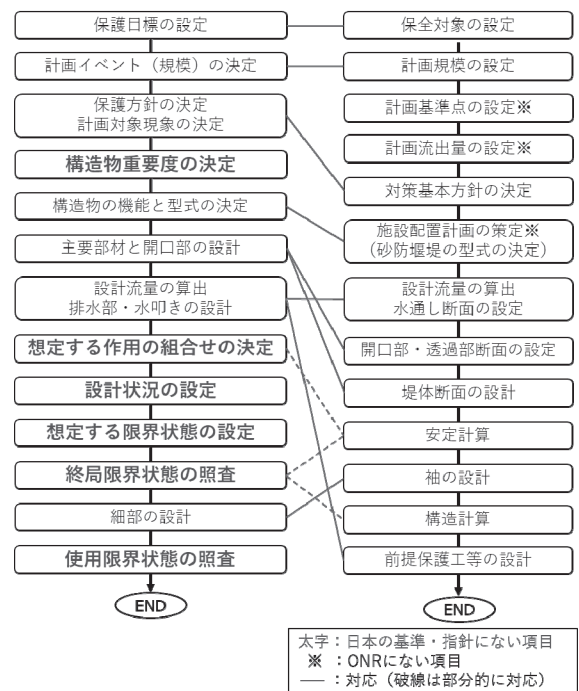 保護目標の設定
計画イベント（規模）の決定
保護方針の決定
計画対象現象の決定
構造物重要度の決定
構造物の機能と型式の決定
主要部材と開口部の設計
設計流量の算出
排水部・水叩きの設計
想定する作用の組合せの決定
設計状況の設定
想定する限界状態の設定
終局限界状態の照査
細部の設計
使用限界状態の照査
END
保全対象の設定
計画規模の設定
計画基準点の設定※
計画流出量の設定※
対策基本方針の決定
施設配置計画の策定※
（砂防堰堤の型式の決定）
設計流量の算出
水通し断面の設定
開口部・透過部断面の設定
堤体断面の設計
安定計算
袖の設計
構造計算
前提保護工等の設計
END
太字：日本の基準・指針にない項目
※ ：ONRにない項目
── ：対応（破線は部分的に対応）